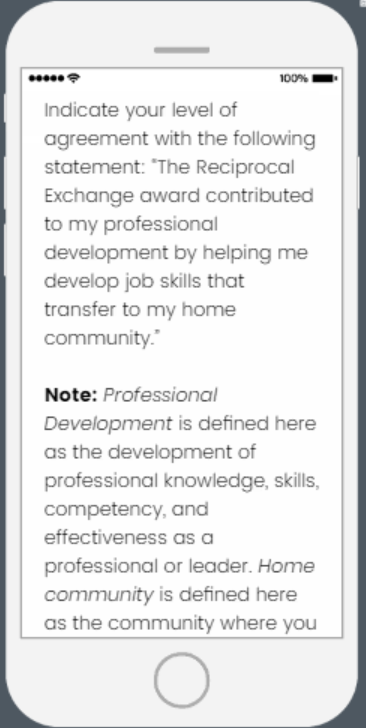 100%
Indicate your level of
agreement with the following
statement: "The Reciprocal
Exchange award contributed
to my professional
development by helping me
develop job skills that
transfer to my home
community."
Note: Professional
Development is defined here
as the development of
professional knowledge, skills,
competency, and
effectiveness as a
professional or leader. Home
community is defined here
as the community where you